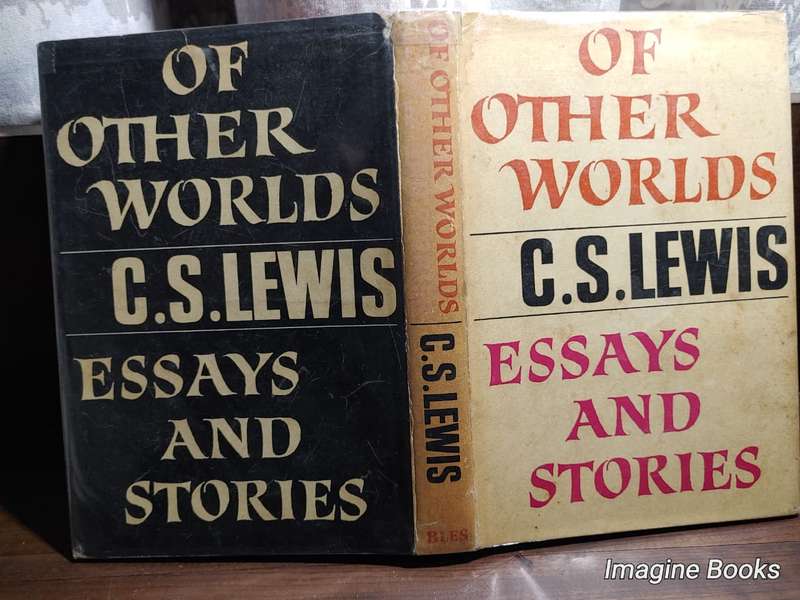 OF
OTHER
WORLDS
C.S.LEWIS
ESSAYS
AND
STORIES
OF OTHER WORLDS
C.S.LEWIS
BLES
OF
OTHER
WORLDS
C.S.LEWIS
ESSAYS
AND
STORIES
Imagine Books